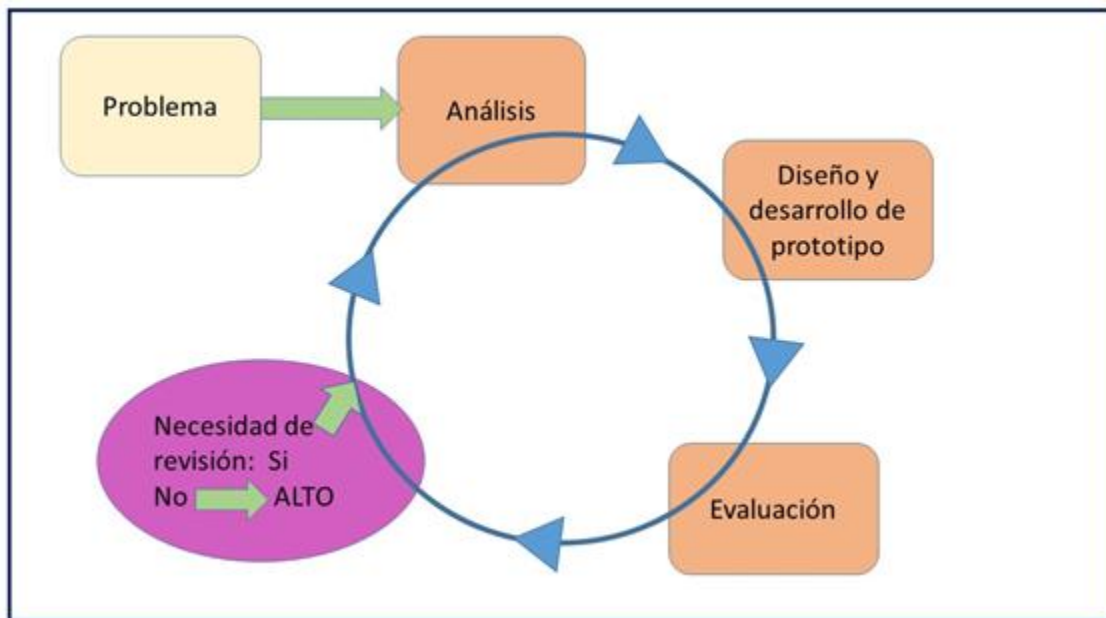 Problema
Análisis
Diseño y
desarrollo de
prototipo
Necesidad de
revisión:  Si
No ALTO
Evaluación